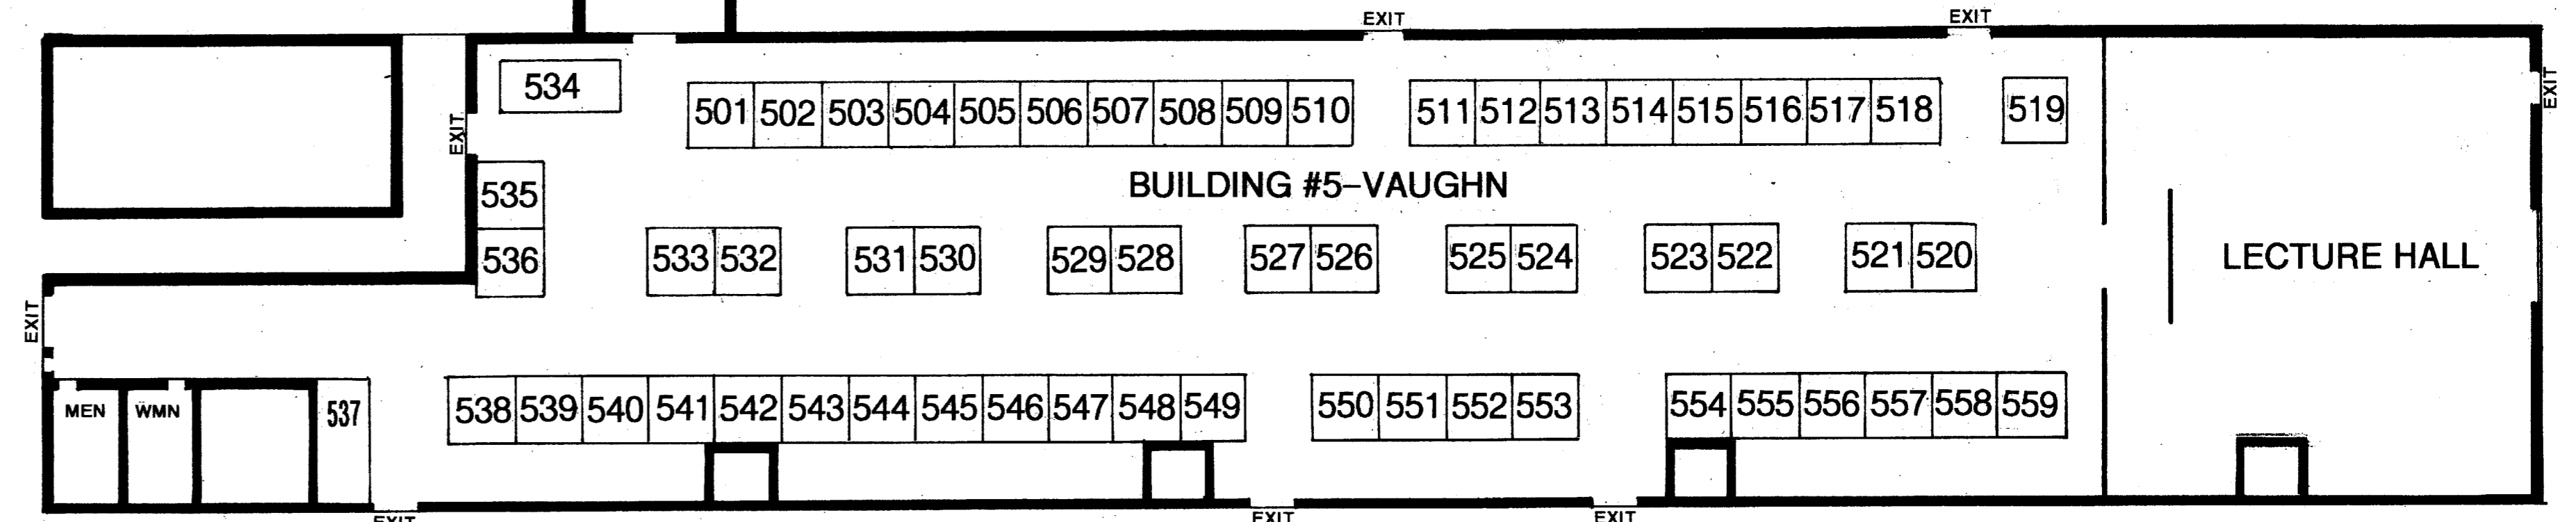 EXIT EXIT
534
501 502 503 504 505 506 507 508 509 510 511 512 513 514 515 516 517 518 519
EXIT
EXIT
535
BUILDING #5-VAUGHN
536 533 532 531 530 529 528 527 526 525 524 523 522 521 520 LECTURE HALL
EXIT
MEN WMN 537 538 539 540 541 542 543 544 545 546 547 548 549 550 551 552 553 554 555 556 557 558 559
EXIT EXIT EXIT